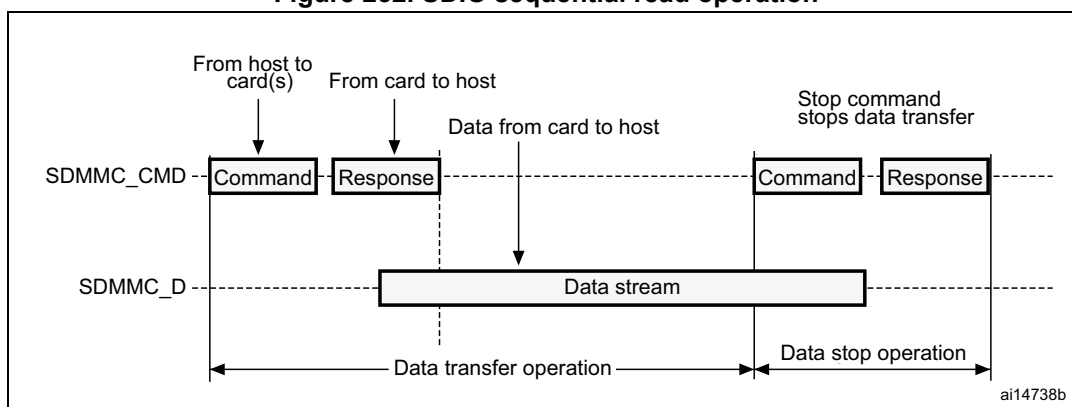 Figure SDIO sequential read operation
From host to
card(s)
From card to host
Data from card to host
Stop command
stops data transfer
SDMMC_CMD
Command
Response
Command
Response
SDMMC_D
Data stream
Data transfer operation
Data stop operation
ai14738b